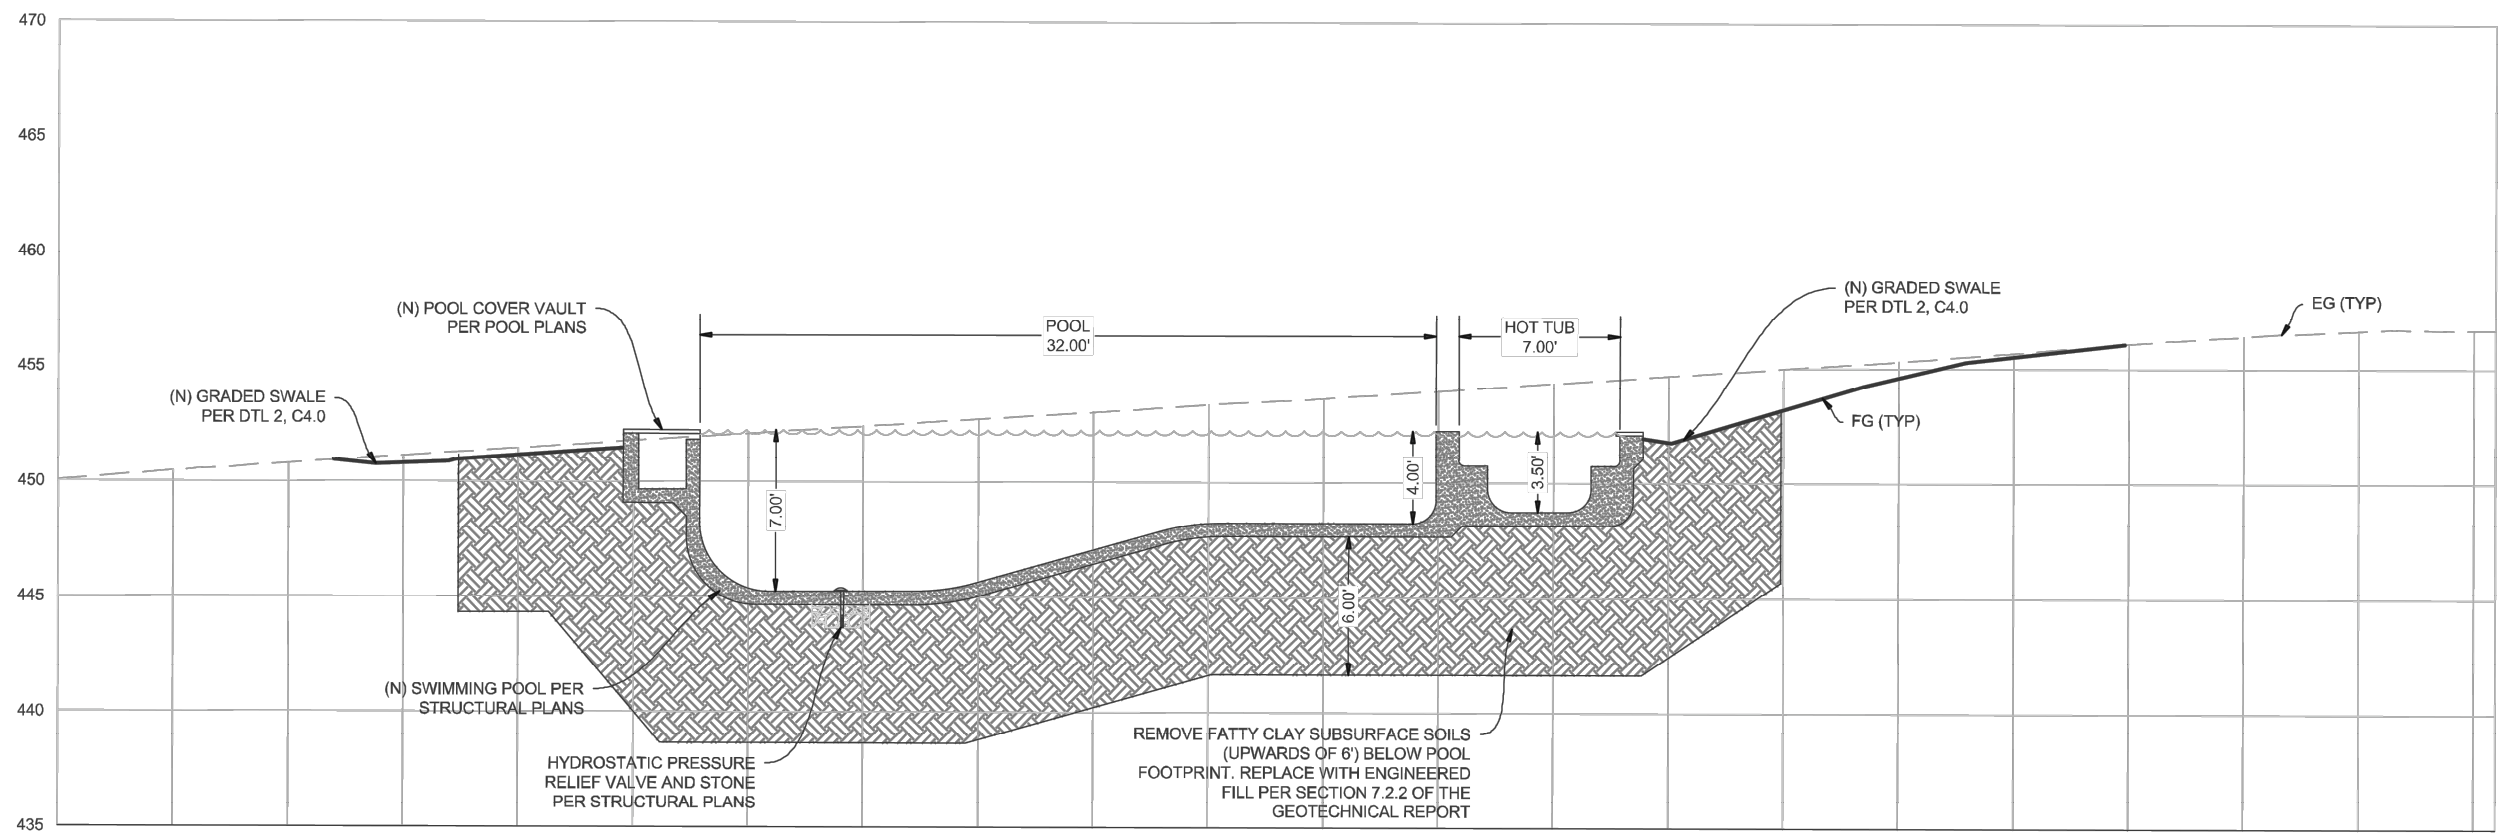 470
465
460
455
450
445
440
435
(N) POOL COVER VAULT
PER POOL PLANS
(N) GRADED SWALE
PER DTL 2, C4.0
POOL
32.00'
HOT TUB
7.00'
(N) GRADED SWALE
PER DTL 2, C4.0
EG (TYP)
FG (TYP)
7.00'
4.00'
3.50'
6.00'
(N) SWIMMING POOL PER
STRUCTURAL PLANS
HYDROSTATIC PRESSURE
RELIEF VALVE AND STONE
PER STRUCTURAL PLANS
REMOVE FATTY CLAY SUBSURFACE SOILS
(UPWARDS OF 6') BELOW POOL
FOOTPRINT. REPLACE WITH ENGINEERED
FILL PER SECTION 7.2.2 OF THE
GEOTECHNICAL REPORT